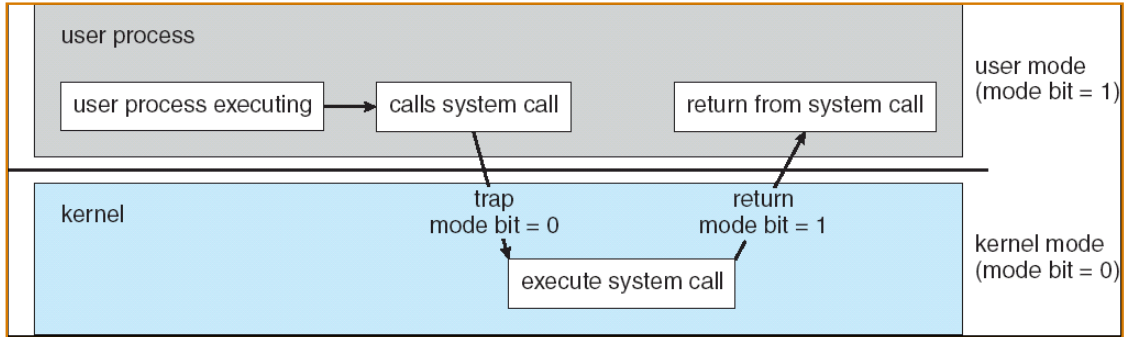 user process
user process executing
calls system call
return from system call
user mode
(mode bit = 1)
kernel
trap
mode bit = 0
return
mode bit = 1
execute system call
kernel mode
(mode bit = 0)